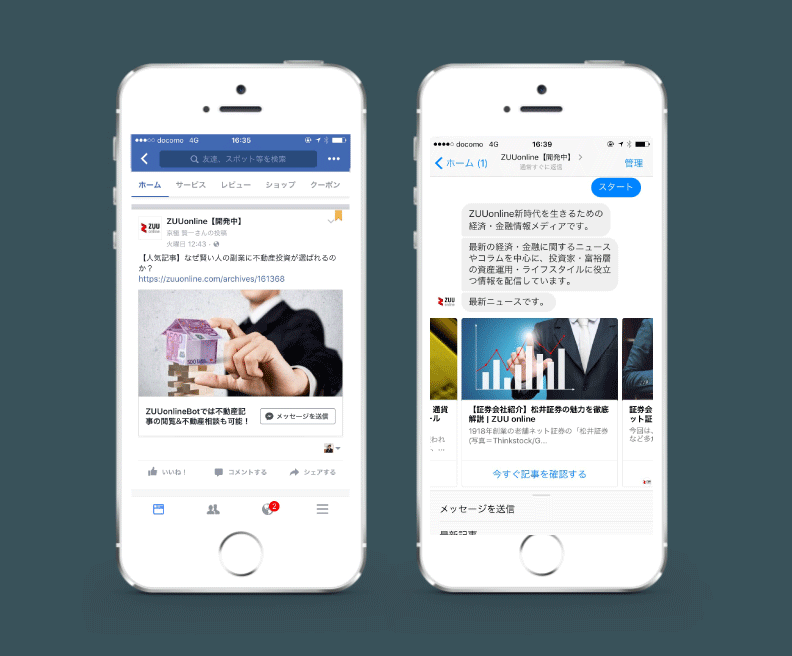 docomo 4G 16:35
友達、スポット等を検索
ホーム サービス レビュー ショップ クーポン
ZUU online
ZUUonline【開発中】
火曜日 12:43
【人気記事】なぜ賢い人の副業に不動産投資が選ばれるの
か?
https://zuuonline.com/archives/161368
ZUUonlineBotでは不動産記
事の閲覧&不動産相談も可能!
メッセージを送信
いいね! コメントする シェアする
2
docomo 4G 16:39
ホーム (1)
ZUUonline【開発中】
通常すぐに返信
管理
スタート
ZUUonline新時代を生きるための
経済・金融情報メディアです。
最新の経済・金融に関するニュース
やコラムを中心に、投資家・富裕層
の資産運用・ライフスタイルに役立
つ情報を配信しています。
ZUU online
最新ニュースです。
通貨
ール
【証券会社紹介】松井証券の魅力を徹底
解説 | ZUU online
1918年創業の老舗ネット証券の「松井証券
(写真=Thinkstock/G...
今すぐ記事を確認する
証券会
ット証
今回は、
など多
メッセージを送信
最新記事